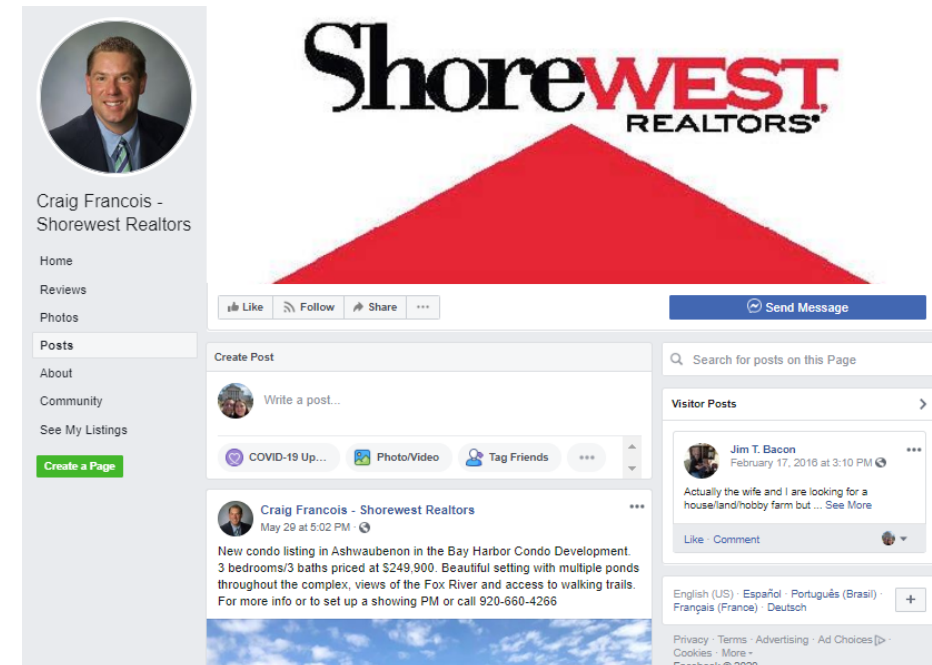 ShoreWEST
REALTORS®
Craig Francois -
Shorewest Realtors
Home
Reviews
Photos
Posts
About
Community
See My Listings
Create a Page
Like
Follow
Share
Send Message
Create Post
Write a post...
COVID-19 Up...
Photo/Video
Tag Friends
Craig Francois - Shorewest Realtors
May 29 at 5:02 PM ·
New condo listing in Ashwaubenon in the Bay Harbor Condo Development.
3 bedrooms/3 baths priced at $249,900. Beautiful setting with multiple ponds
throughout the complex, views of the Fox River and access to walking trails.
For more info or to set up a showing PM or call 920-660-4266
Search for posts on this Page
Visitor Posts
Jim T. Bacon
February 17, 2016 at 3:10 PM
Actually the wife and I are looking for a
house/land/hobby farm but ... See More
Like · Comment
English (US) · Español · Português (Brasil) ·
Français (France) · Deutsch
Privacy · Terms · Advertising · Ad Choices ·
Cookies · More
Facebook © 2020